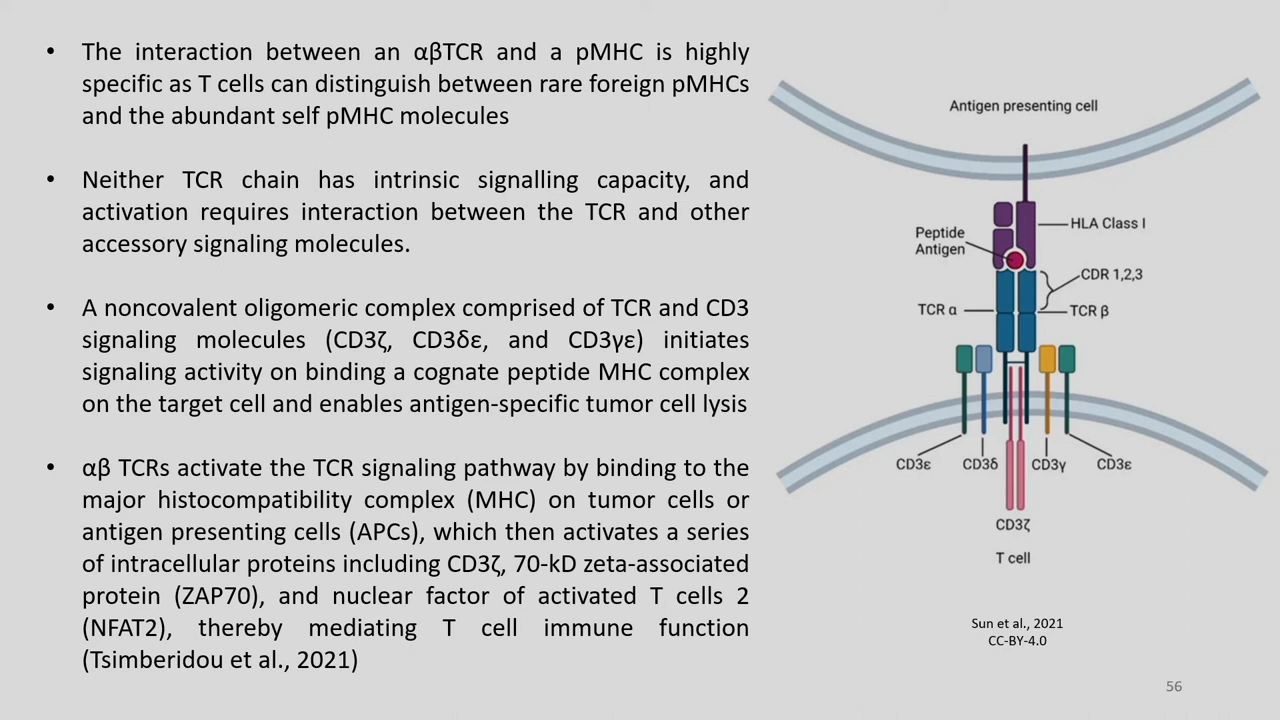 • The interaction between an αβTCR and a pMHC is highly
specific as T cells can distinguish between rare foreign pMHCs
and the abundant self pMHC molecules
• Neither TCR chain has intrinsic signalling capacity, and
activation requires interaction between the TCR and other
accessory signaling molecules.
• A noncovalent oligomeric complex comprised of TCR and CD3
signaling molecules (CD3ζ, CD3δε, and CD3γε) initiates
signaling activity on binding a cognate peptide MHC complex
on the target cell and enables antigen-specific tumor cell lysis
• αβ TCRs activate the TCR signaling pathway by binding to the
major histocompatibility complex (MHC) on tumor cells or
antigen presenting cells (APCs), which then activates a series
of intracellular proteins including CD3ζ, 70-kD zeta-associated
protein (ZAP70), and nuclear factor of activated T cells 2
(NFAT2), thereby mediating T cell immune function
(Tsimberidou et al., 2021)
Antigen presenting cell
HLA Class I
Peptide
Antigen
CDR 1,2,3
TCR α
TCR β
CD3ε
CD3δ
CD3γ
CD3ε
CD3ζ
T cell
Sun et al., 2021
CC-BY-4.0
56